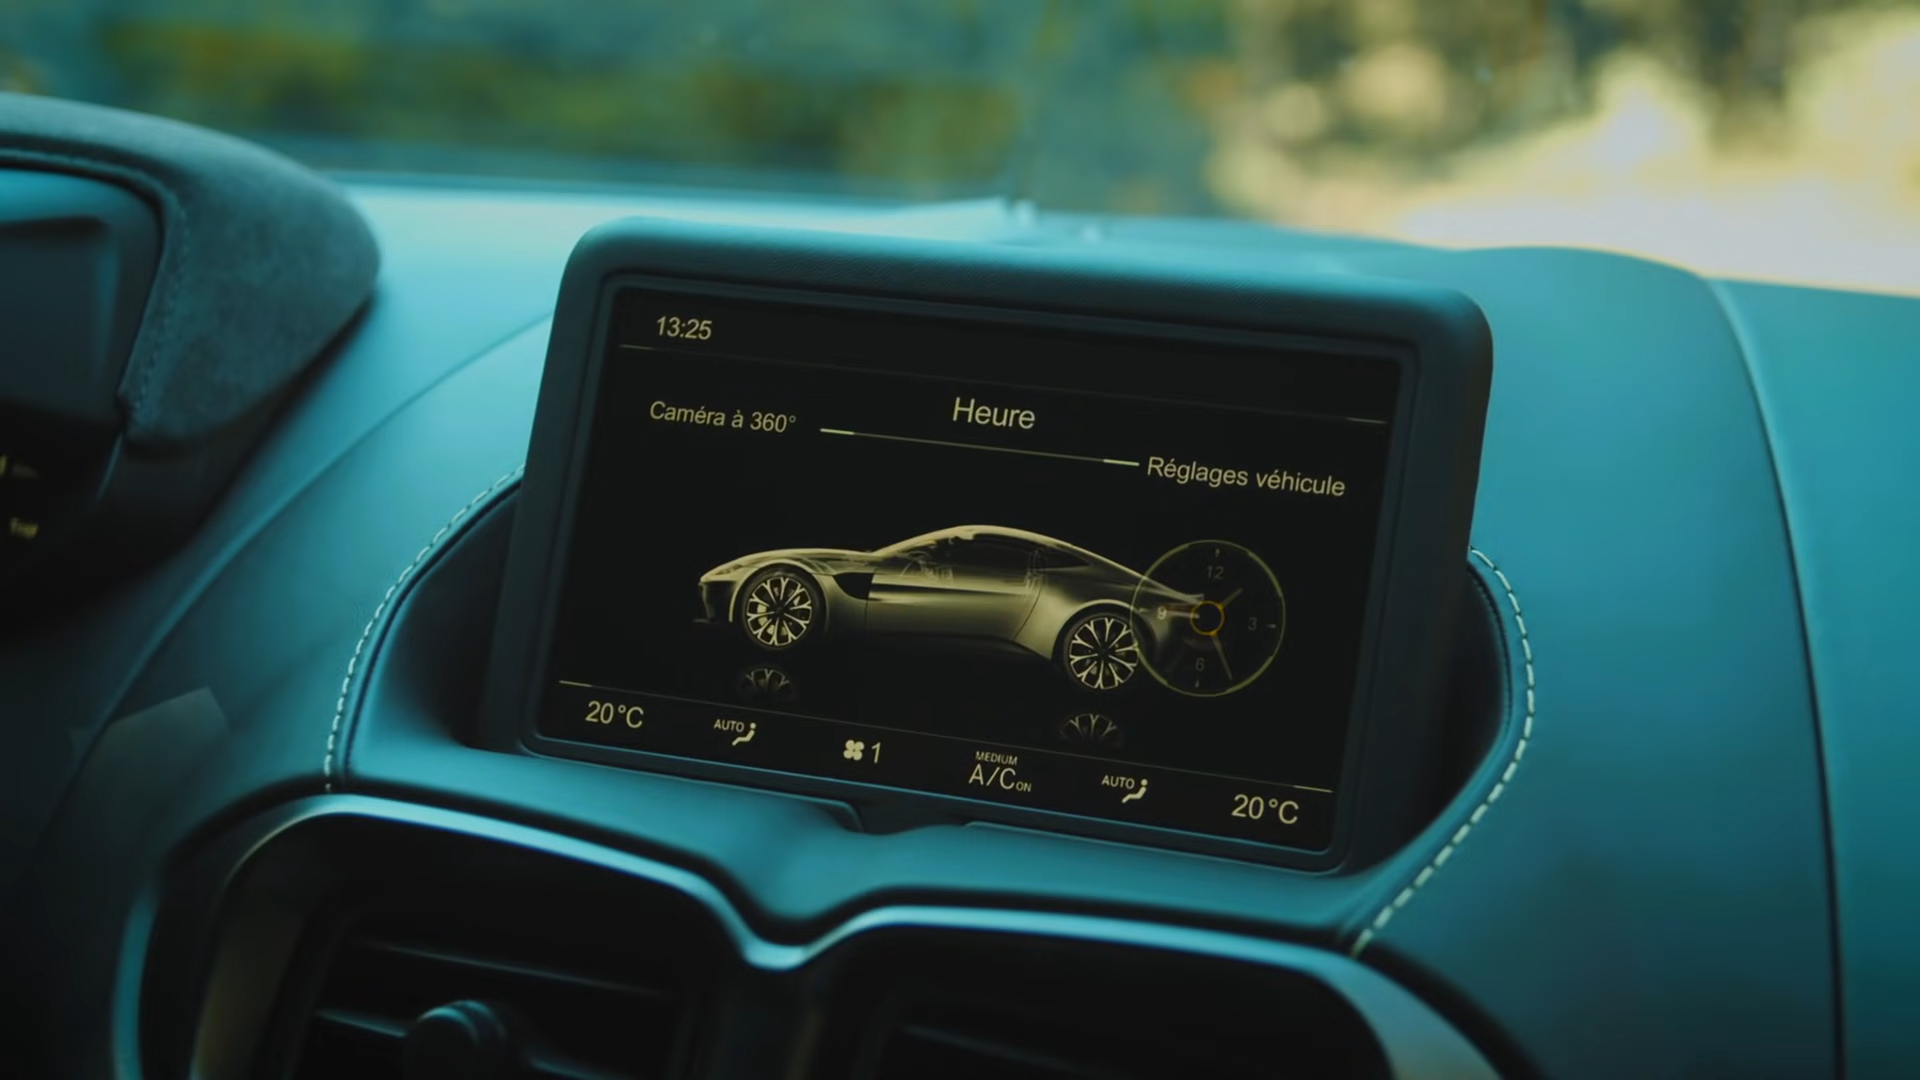 13:25
Heure
Caméra à 360°
Réglages véhicule
12
9
3
6
20°C
AUTO
1
MEDIUM
A/C ON
AUTO
20°C